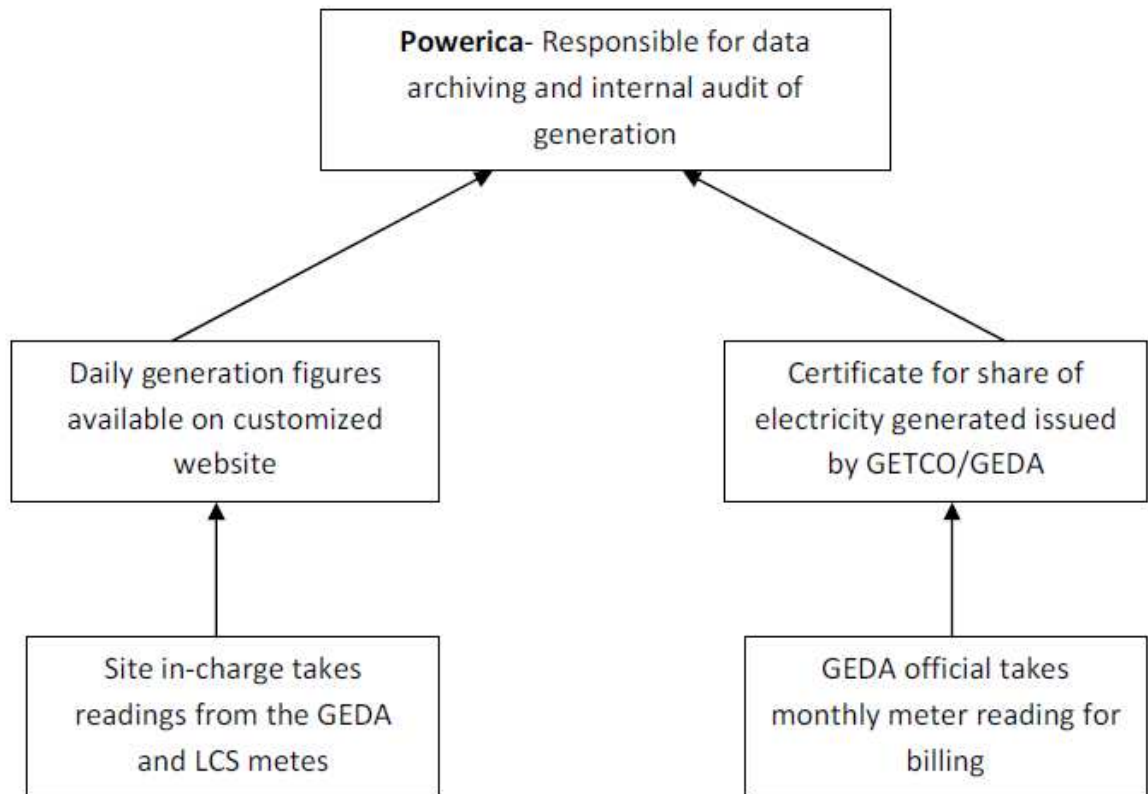 Powerica- Responsible for data
archiving and internal audit of
generation
Daily generation figures
available on customized
website
Certificate for share of
electricity generated issued
by GETCO/GEDA
Site in-charge takes
readings from the GEDA
and LCS metes
GEDA official takes
monthly meter reading for
billing